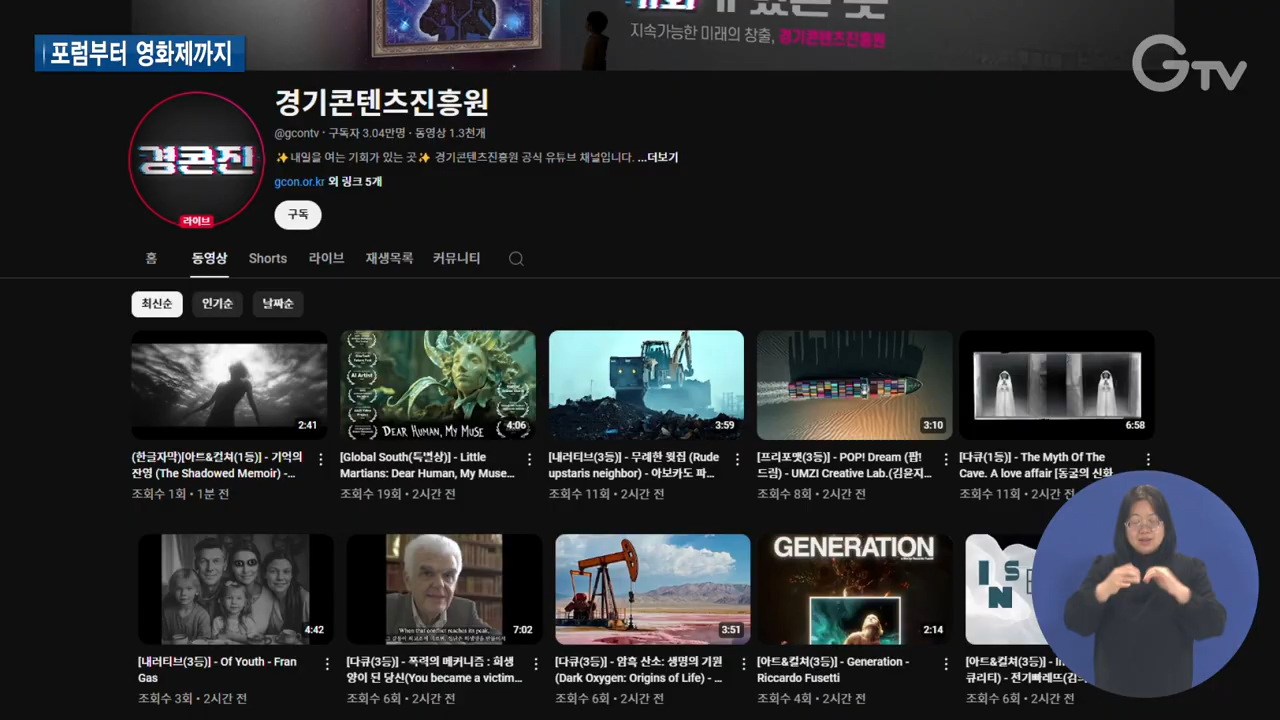 지속가능한 미래의 창출, 경기콘텐츠진흥원
포럼부터 영화제까지
GTV
경기콘텐츠진흥원
@gcontv · 구독자 3.04만명 · 동영상 1.3천개
✨내일을 여는 기회가 있는 곳✨ 경기콘텐츠진흥원 공식 유튜브 채널입니다. ...더보기
gcon.or.kr 외 링크 5개
경콘진
라이브
구독
홈 동영상 Shorts 라이브 재생목록 커뮤니티
최신순 인기순 날짜순
DEAR HUMAN, MY MUSE
2:41 4:06 3:59 3:10 6:58
(한글자막)[아트&컬쳐(1등)] - 기억의 잔영 (The Shadowed Memoir) -...
조회수 1회 • 1분 전
[Global South(특별상)] - Little Martians: Dear Human, My Muse...
조회수 19회 • 2시간 전
[내러티브(3등)] - 무례한 윗집 (Rude upstaris neighbor) - 아보카도 파...
조회수 11회 • 2시간 전
[프리포맷(3등)] - POP! Dream (팝! 드림) - UMZI Creative Lab.(김윤지...
조회수 8회 • 2시간 전
[다큐(1등)] - The Myth Of The Cave. A love affair [동굴의 신화
조회수 11회 • 2시간 전
GENERATION
When that conflict reaches its peak,
4:42 7:02 3:51 2:14
[내러티브(3등)] - Of Youth - Fran Gas
조회수 3회 • 2시간 전
[다큐(3등)] - 폭력의 메커니즘 : 희생양이 된 당신(You became a victim...
조회수 6회 • 2시간 전
[다큐(3등)] - 암흑 산소: 생명의 기원 (Dark Oxygen: Origins of Life) - ...
조회수 6회 • 2시간 전
[아트&컬쳐(3등)] - Generation - Riccardo Fusetti
조회수 4회 • 2시간 전
IS
N
[아트&컬쳐(3등)] - 
큐리티) - 전기빠레뜨(김
조회수 6회 • 2시간 전